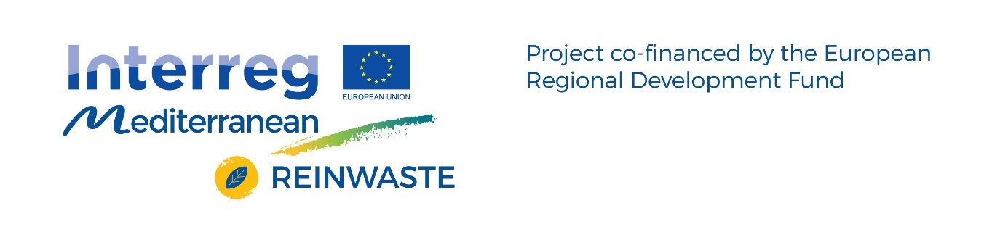 Interreg
EUROPEAN UNION
Mediterranean
REINWASTE
Project co-financed by the European
Regional Development Fund